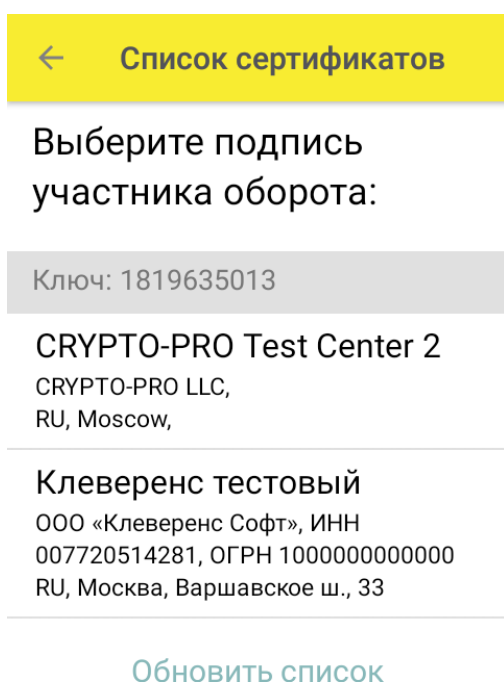 Список сертификатов
Выберите подпись
участника оборота:
Ключ: 1819635013
CRYPTO-PRO Test Center 2
CRYPTO-PRO LLC,
RU, Moscow,
Клеверенс тестовый
ООО «Клеверенс Софт», ИНН
007720514281, ОГРН 1000000000000
RU, Москва, Варшавское ш., 33
Обновить список